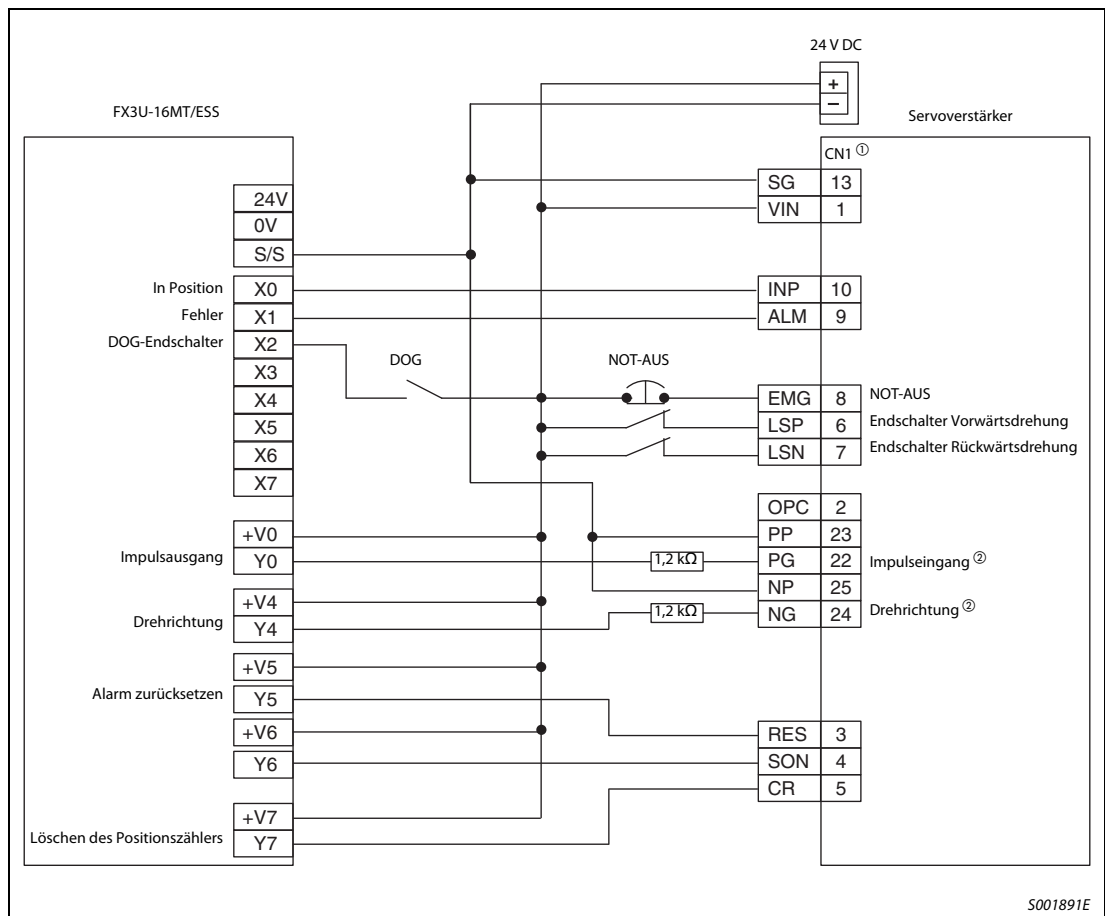 24 V DC
+
–
FX3U-16MT/ESS
Servoverstärker
CN1 ①
24V
0V
S/S
SG 13
VIN 1
In Position X0
Fehler X1
DOG-Endschalter X2
X3
X4
X5
X6
X7
INP 10
ALM 9
DOG
NOT-AUS
EMG 8 NOT-AUS
LSP 6 Endschalter Vorwärtsdrehung
LSN 7 Endschalter Rückwärtsdrehung
OPC 2
PP 23
PG 22 Impulseingang ②
NP 25
NG 24 Drehrichtung ②
+V0
Impulsausgang Y0
1,2 kΩ
+V4
Drehrichtung Y4
1,2 kΩ
+V5
Alarm zurücksetzen Y5
+V6
Y6
RES 3
SON 4
CR 5
+V7
Löschen des Positionszählers Y7
S001891E